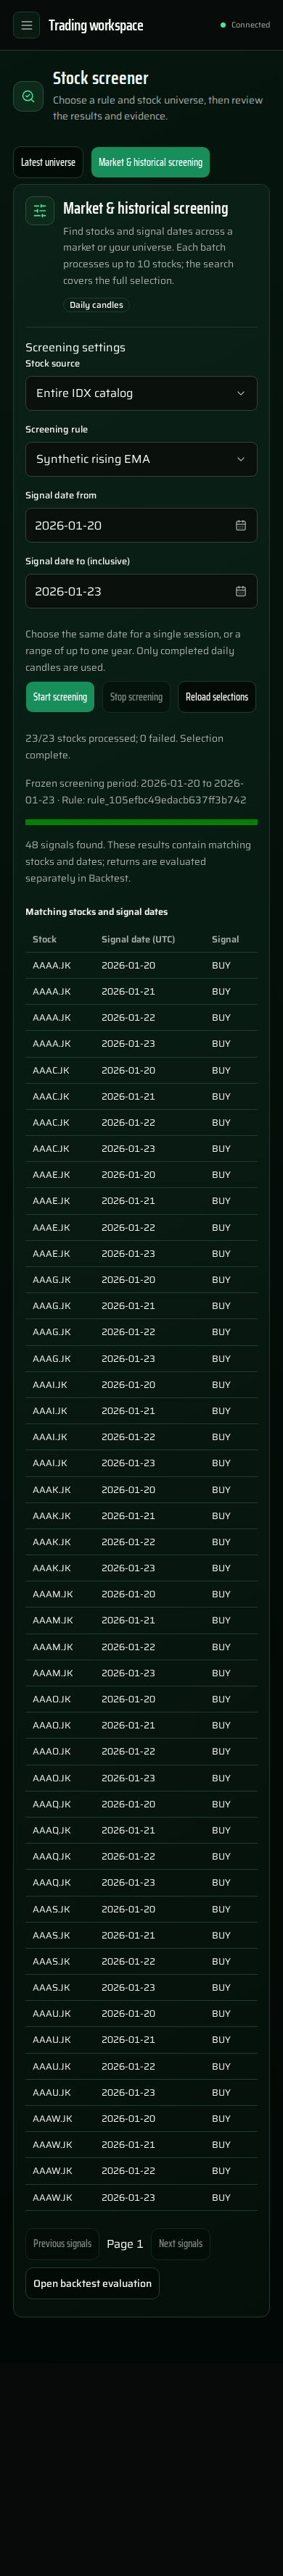 Trading workspace
Connected
Stock screener
Choose a rule and stock universe, then review
the results and evidence.
Latest universe
Market & historical screening
Market & historical screening
Find stocks and signal dates across a
market or your universe. Each batch
processes up to 10 stocks; the search
covers the full selection.
Daily candles
Screening settings
Stock source
Entire IDX catalog
Screening rule
Synthetic rising EMA
Signal date from
2026-01-20
Signal date to (inclusive)
2026-01-23
Choose the same date for a single session, or a
range of up to one year. Only completed daily
candles are used.
Start screening
Stop screening
Reload selections
23/23 stocks processed; 0 failed. Selection
complete.
Frozen screening period: 2026-01-20 to 2026-
01-23 · Rule: rule_105efbc49edacb637ff3b742
48 signals found. These results contain matching
stocks and dates; returns are evaluated
separately in Backtest.
Matching stocks and signal dates
Stock Signal date (UTC) Signal
AAAA.JK 2026-01-20 BUY
AAAA.JK 2026-01-21 BUY
AAAA.JK 2026-01-22 BUY
AAAA.JK 2026-01-23 BUY
AAAC.JK 2026-01-20 BUY
AAAC.JK 2026-01-21 BUY
AAAC.JK 2026-01-22 BUY
AAAC.JK 2026-01-23 BUY
AAAE.JK 2026-01-20 BUY
AAAE.JK 2026-01-21 BUY
AAAE.JK 2026-01-22 BUY
AAAE.JK 2026-01-23 BUY
AAAG.JK 2026-01-20 BUY
AAAG.JK 2026-01-21 BUY
AAAG.JK 2026-01-22 BUY
AAAG.JK 2026-01-23 BUY
AAAI.JK 2026-01-20 BUY
AAAI.JK 2026-01-21 BUY
AAAI.JK 2026-01-22 BUY
AAAI.JK 2026-01-23 BUY
AAAK.JK 2026-01-20 BUY
AAAK.JK 2026-01-21 BUY
AAAK.JK 2026-01-22 BUY
AAAK.JK 2026-01-23 BUY
AAAM.JK 2026-01-20 BUY
AAAM.JK 2026-01-21 BUY
AAAM.JK 2026-01-22 BUY
AAAM.JK 2026-01-23 BUY
AAAO.JK 2026-01-20 BUY
AAAO.JK 2026-01-21 BUY
AAAO.JK 2026-01-22 BUY
AAAO.JK 2026-01-23 BUY
AAAQ.JK 2026-01-20 BUY
AAAQ.JK 2026-01-21 BUY
AAAQ.JK 2026-01-22 BUY
AAAQ.JK 2026-01-23 BUY
AAAS.JK 2026-01-20 BUY
AAAS.JK 2026-01-21 BUY
AAAS.JK 2026-01-22 BUY
AAAS.JK 2026-01-23 BUY
AAAU.JK 2026-01-20 BUY
AAAU.JK 2026-01-21 BUY
AAAU.JK 2026-01-22 BUY
AAAU.JK 2026-01-23 BUY
AAAW.JK 2026-01-20 BUY
AAAW.JK 2026-01-21 BUY
AAAW.JK 2026-01-22 BUY
AAAW.JK 2026-01-23 BUY
Previous signals
Page 1
Next signals
Open backtest evaluation